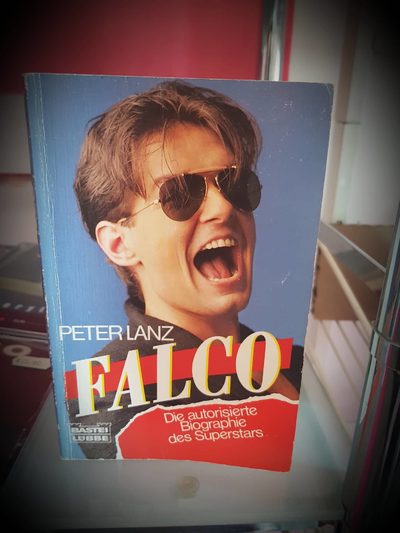 PETER LANZ
FALCO
Die autorisierte
Biographie
des Superstars
BASTEI
LÜBBE